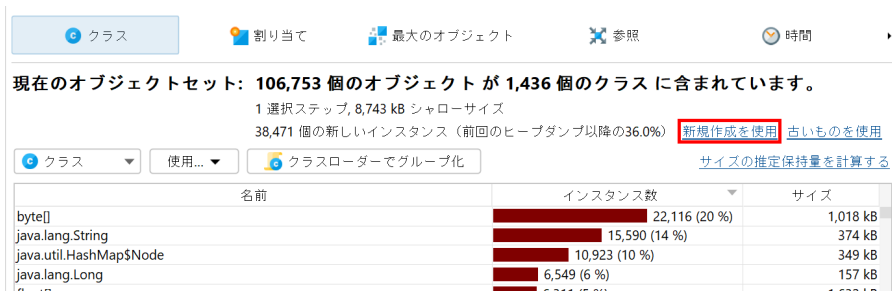 クラス 割り当て 最大のオブジェクト 参照 時間
現在のオブジェクトセット: 106,753 個のオブジェクト が 1,436 個のクラス に含まれています。
1 選択ステップ, 8,743 kB シャローサイズ
38,471 個の新しいインスタンス（前回のヒープダンプ以降の36.0%） 新規作成を使用 古いものを使用
クラス 使用... クラスローダーでグループ化 サイズの推定保持量を計算する
名前 インスタンス数 サイズ
byte[] 22,116 (20 %) 1,018 kB
java.lang.String 15,590 (14 %) 374 kB
java.util.HashMap$Node 10,923 (10 %) 349 kB
java.lang.Long 6,549 (6 %) 157 kB